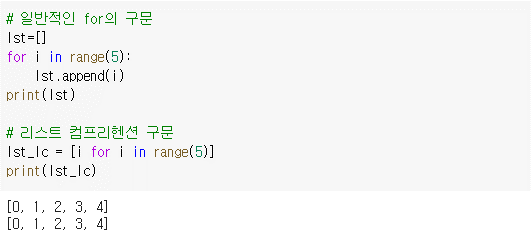 # 일반적인 for의 구문
lst=[]
for i in range(5):
    lst.append(i)
print(lst)

# 리스트 컴프리헨션 구문
lst_lc = [i for i in range(5)]
print(lst_lc)

[0, 1, 2, 3, 4]
[0, 1, 2, 3, 4]